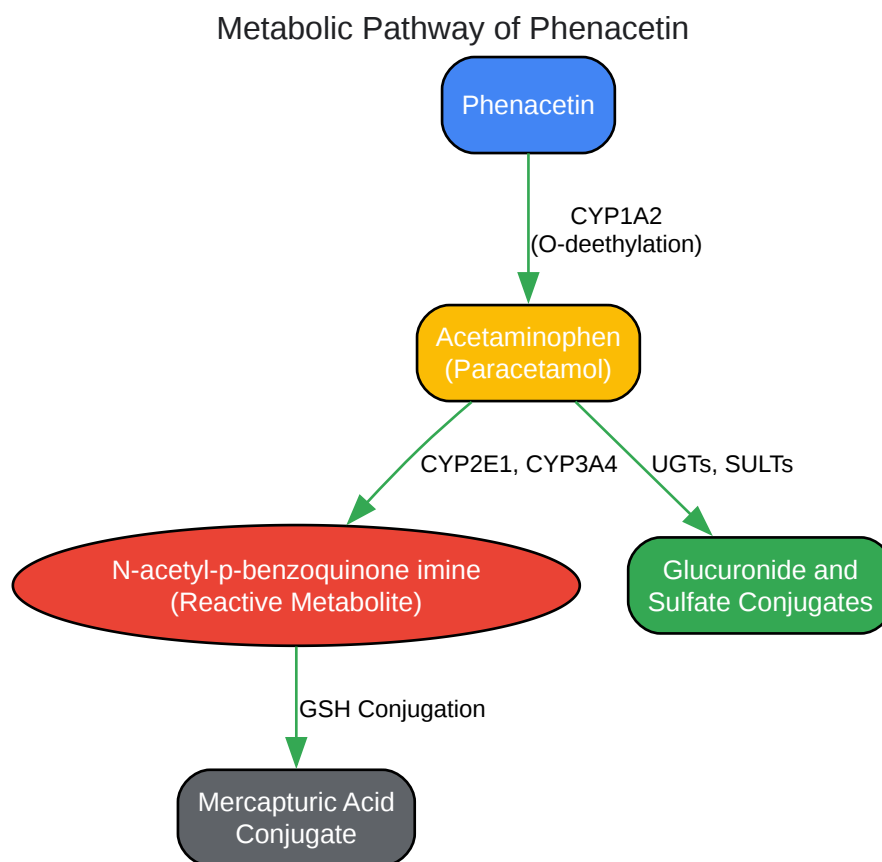 Metabolic Pathway of Phenacetin
Phenacetin
CYP1A2
(O-deethylation)
Acetaminophen
(Paracetamol)
CYP2E1, CYP3A4
UGTs, SULTs
N-acetyl-p-benzoquinone imine
(Reactive Metabolite)
Glucuronide and
Sulfate Conjugates
GSH Conjugation
Mercapturic Acid
Conjugate